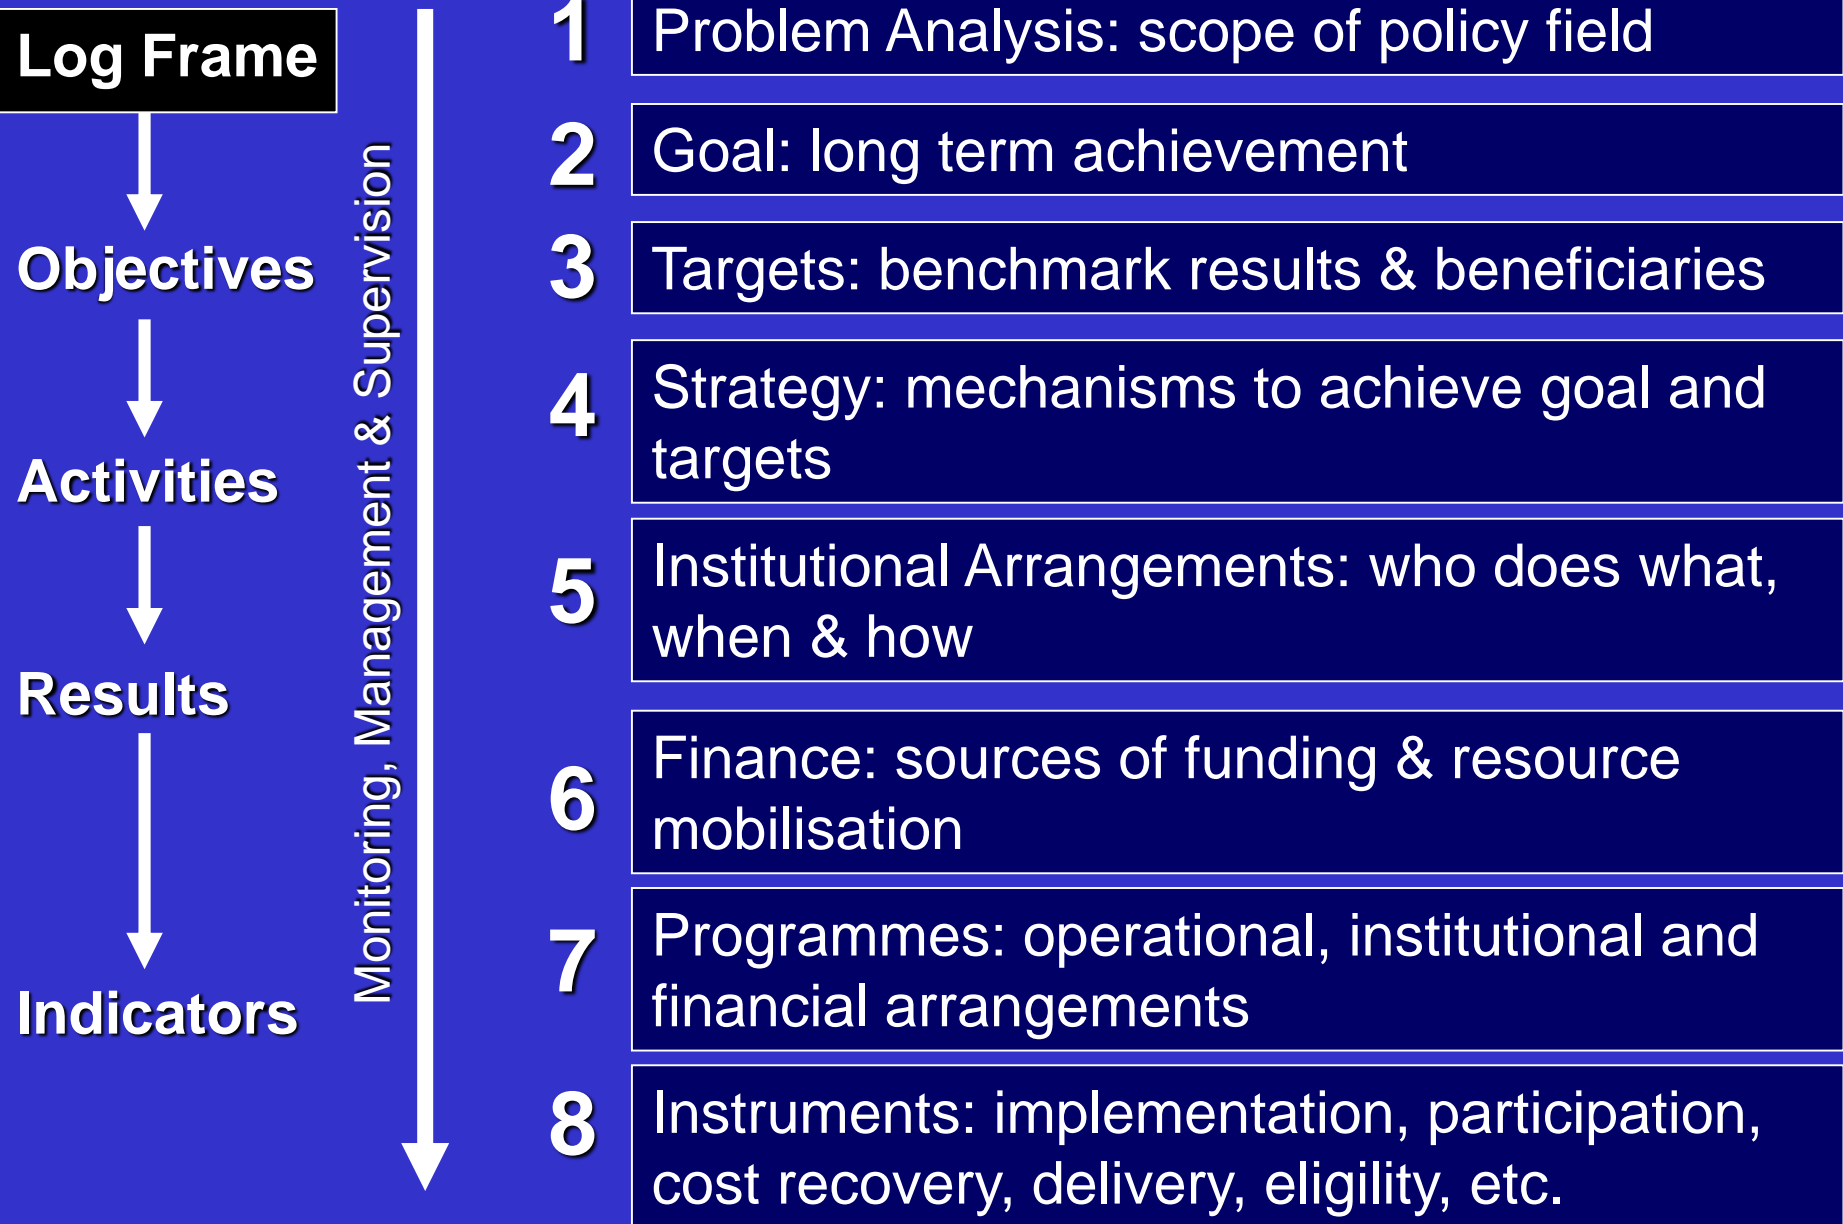 Log Frame
Objectives
Activities
Results
Indicators
Monitoring, Management & Supervision
1
Problem Analysis: scope of policy field
2
Goal: long term achievement
3
Targets: benchmark results & beneficiaries
4
Strategy: mechanisms to achieve goal and
targets
5
Institutional Arrangements: who does what,
when & how
6
Finance: sources of funding & resource
mobilisation
7
Programmes: operational, institutional and
financial arrangements
8
Instruments: implementation, participation,
cost recovery, delivery, eligility, etc.